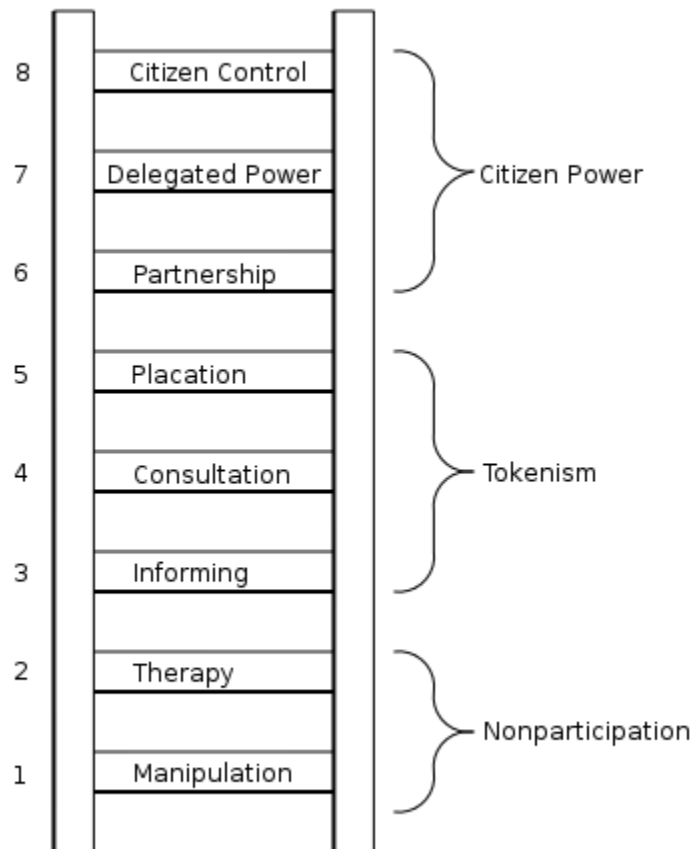 8 Citizen Control
7 Delegated Power Citizen Power
6 Partnership
5 Placation
4 Consultation Tokenism
3 Informing
2 Therapy
Nonparticipation
1 Manipulation